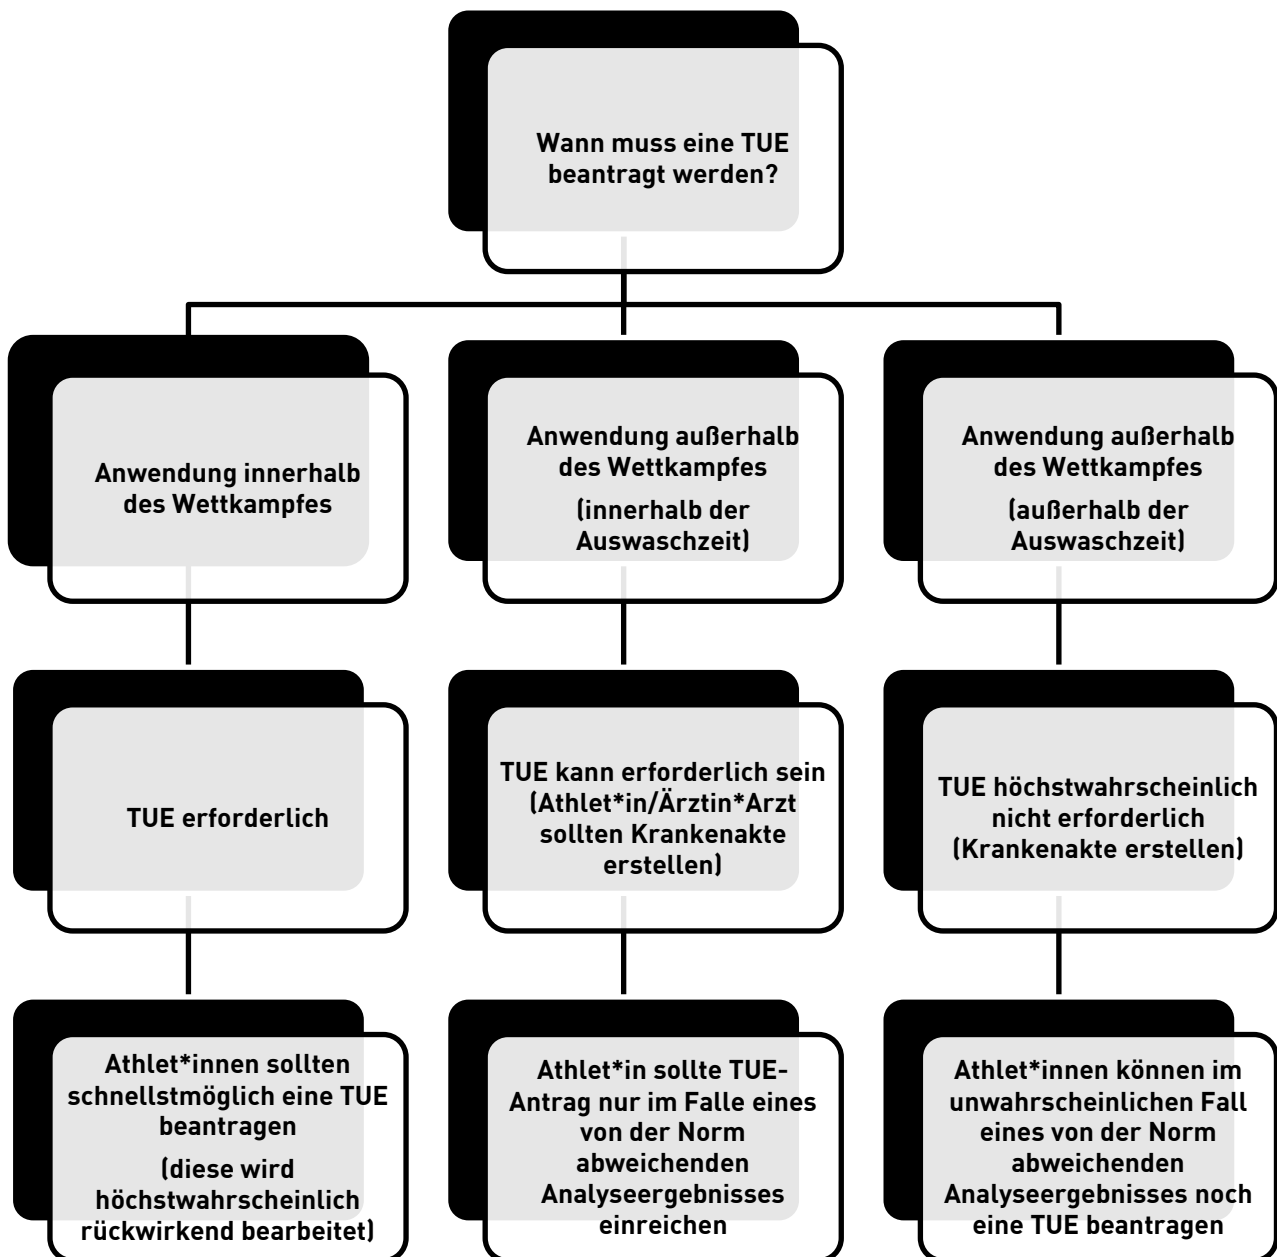 Wann muss eine TUE
beantragt werden?
Anwendung innerhalb
des Wettkampfes
Anwendung außerhalb
des Wettkampfes
(innerhalb der
Auswaschzeit)
Anwendung außerhalb
des Wettkampfes
(außerhalb der
Auswaschzeit)
TUE erforderlich
TUE kann erforderlich sein
(Athlet*in/Ärztin*Arzt
sollten Krankenakte
erstellen)
TUE höchstwahrscheinlich
nicht erforderlich
(Krankenakte erstellen)
Athlet*innen sollten
schnellstmöglich eine TUE
beantragen
(diese wird
höchstwahrscheinlich
rückwirkend bearbeitet)
Athlet*in sollte TUE-
Antrag nur im Falle eines
von der Norm
abweichenden
Analyseergebnisses
einreichen
Athlet*innen können im
unwahrscheinlichen Fall
eines von der Norm
abweichenden
Analyseergebnisses noch
eine TUE beantragen